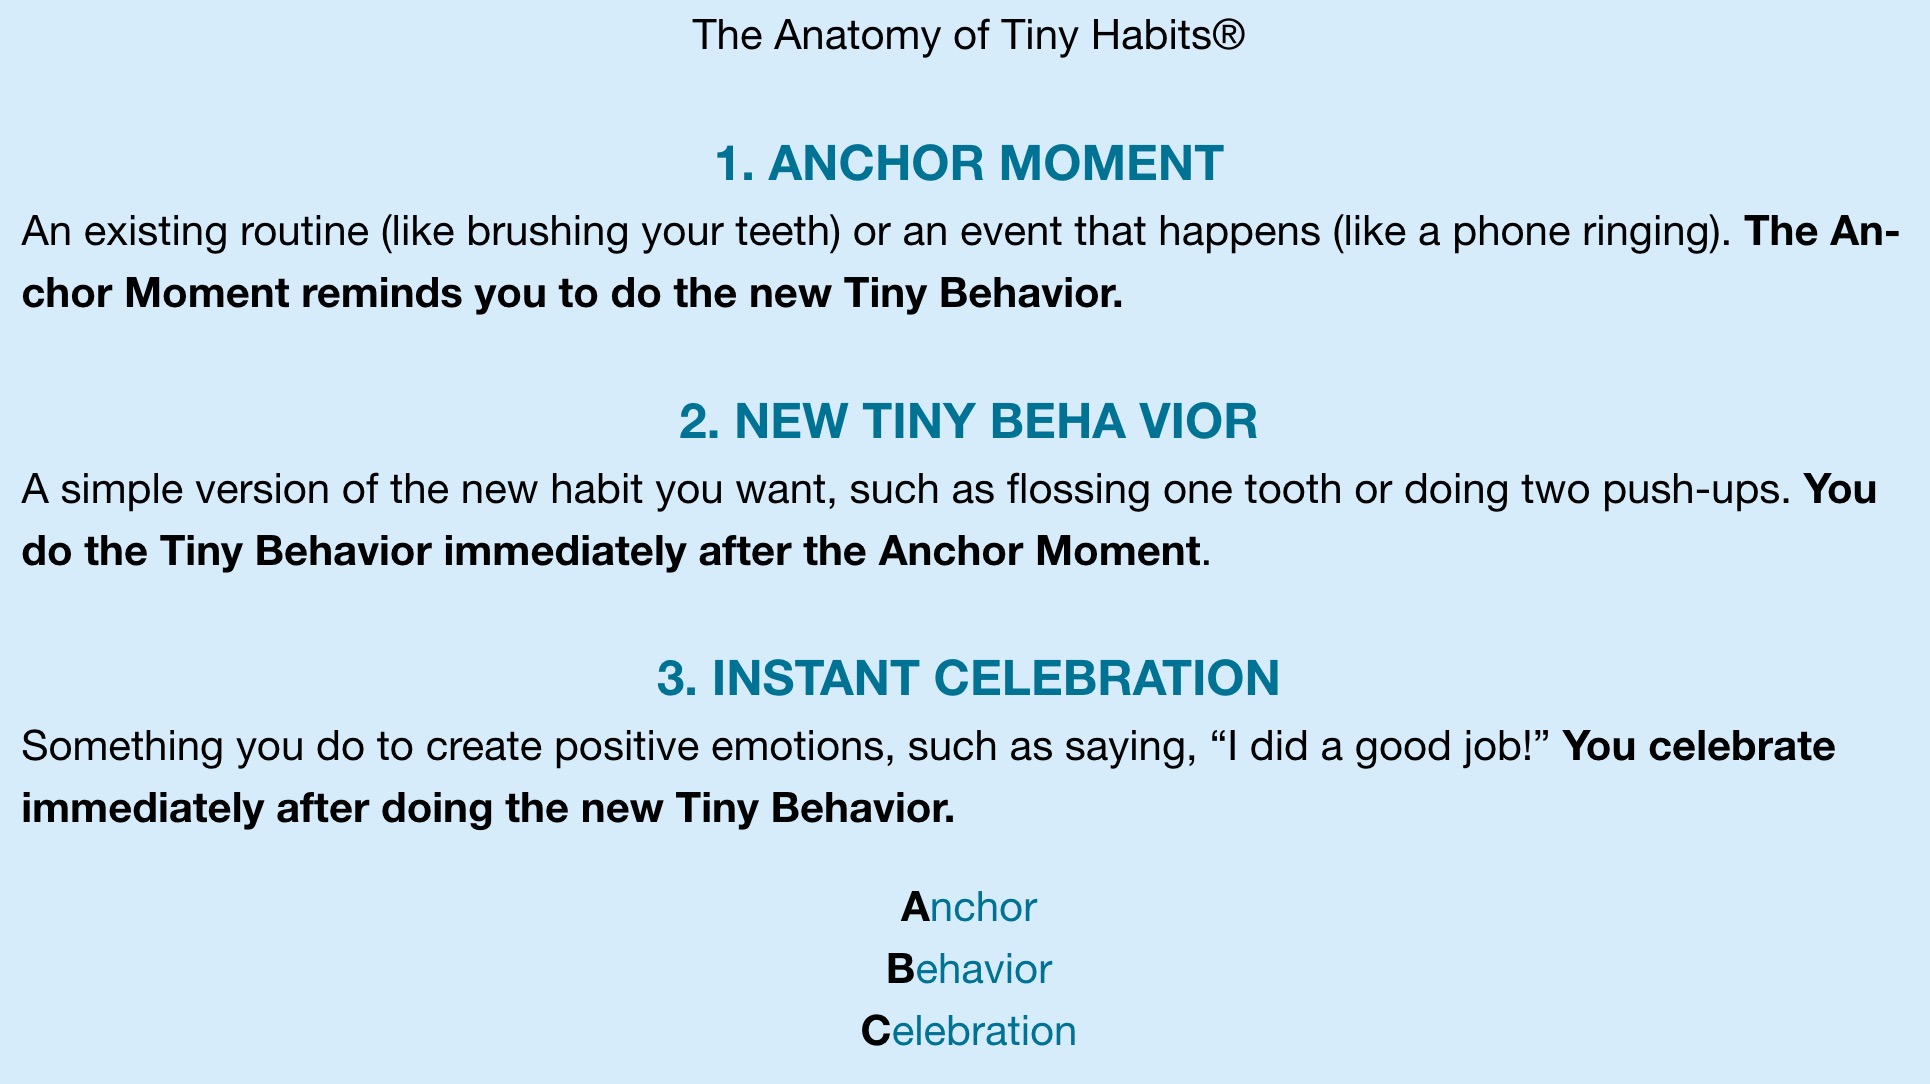 The Anatomy of Tiny Habits®
1. ANCHOR MOMENT
An existing routine (like brushing your teeth) or an event that happens (like a phone ringing). The An-
chor Moment reminds you to do the new Tiny Behavior.
2. NEW TINY BEHA VIOR
A simple version of the new habit you want, such as flossing one tooth or doing two push-ups. You
do the Tiny Behavior immediately after the Anchor Moment.
3. INSTANT CELEBRATION
Something you do to create positive emotions, such as saying, “I did a good job!” You celebrate
immediately after doing the new Tiny Behavior.
Anchor
Behavior
Celebration